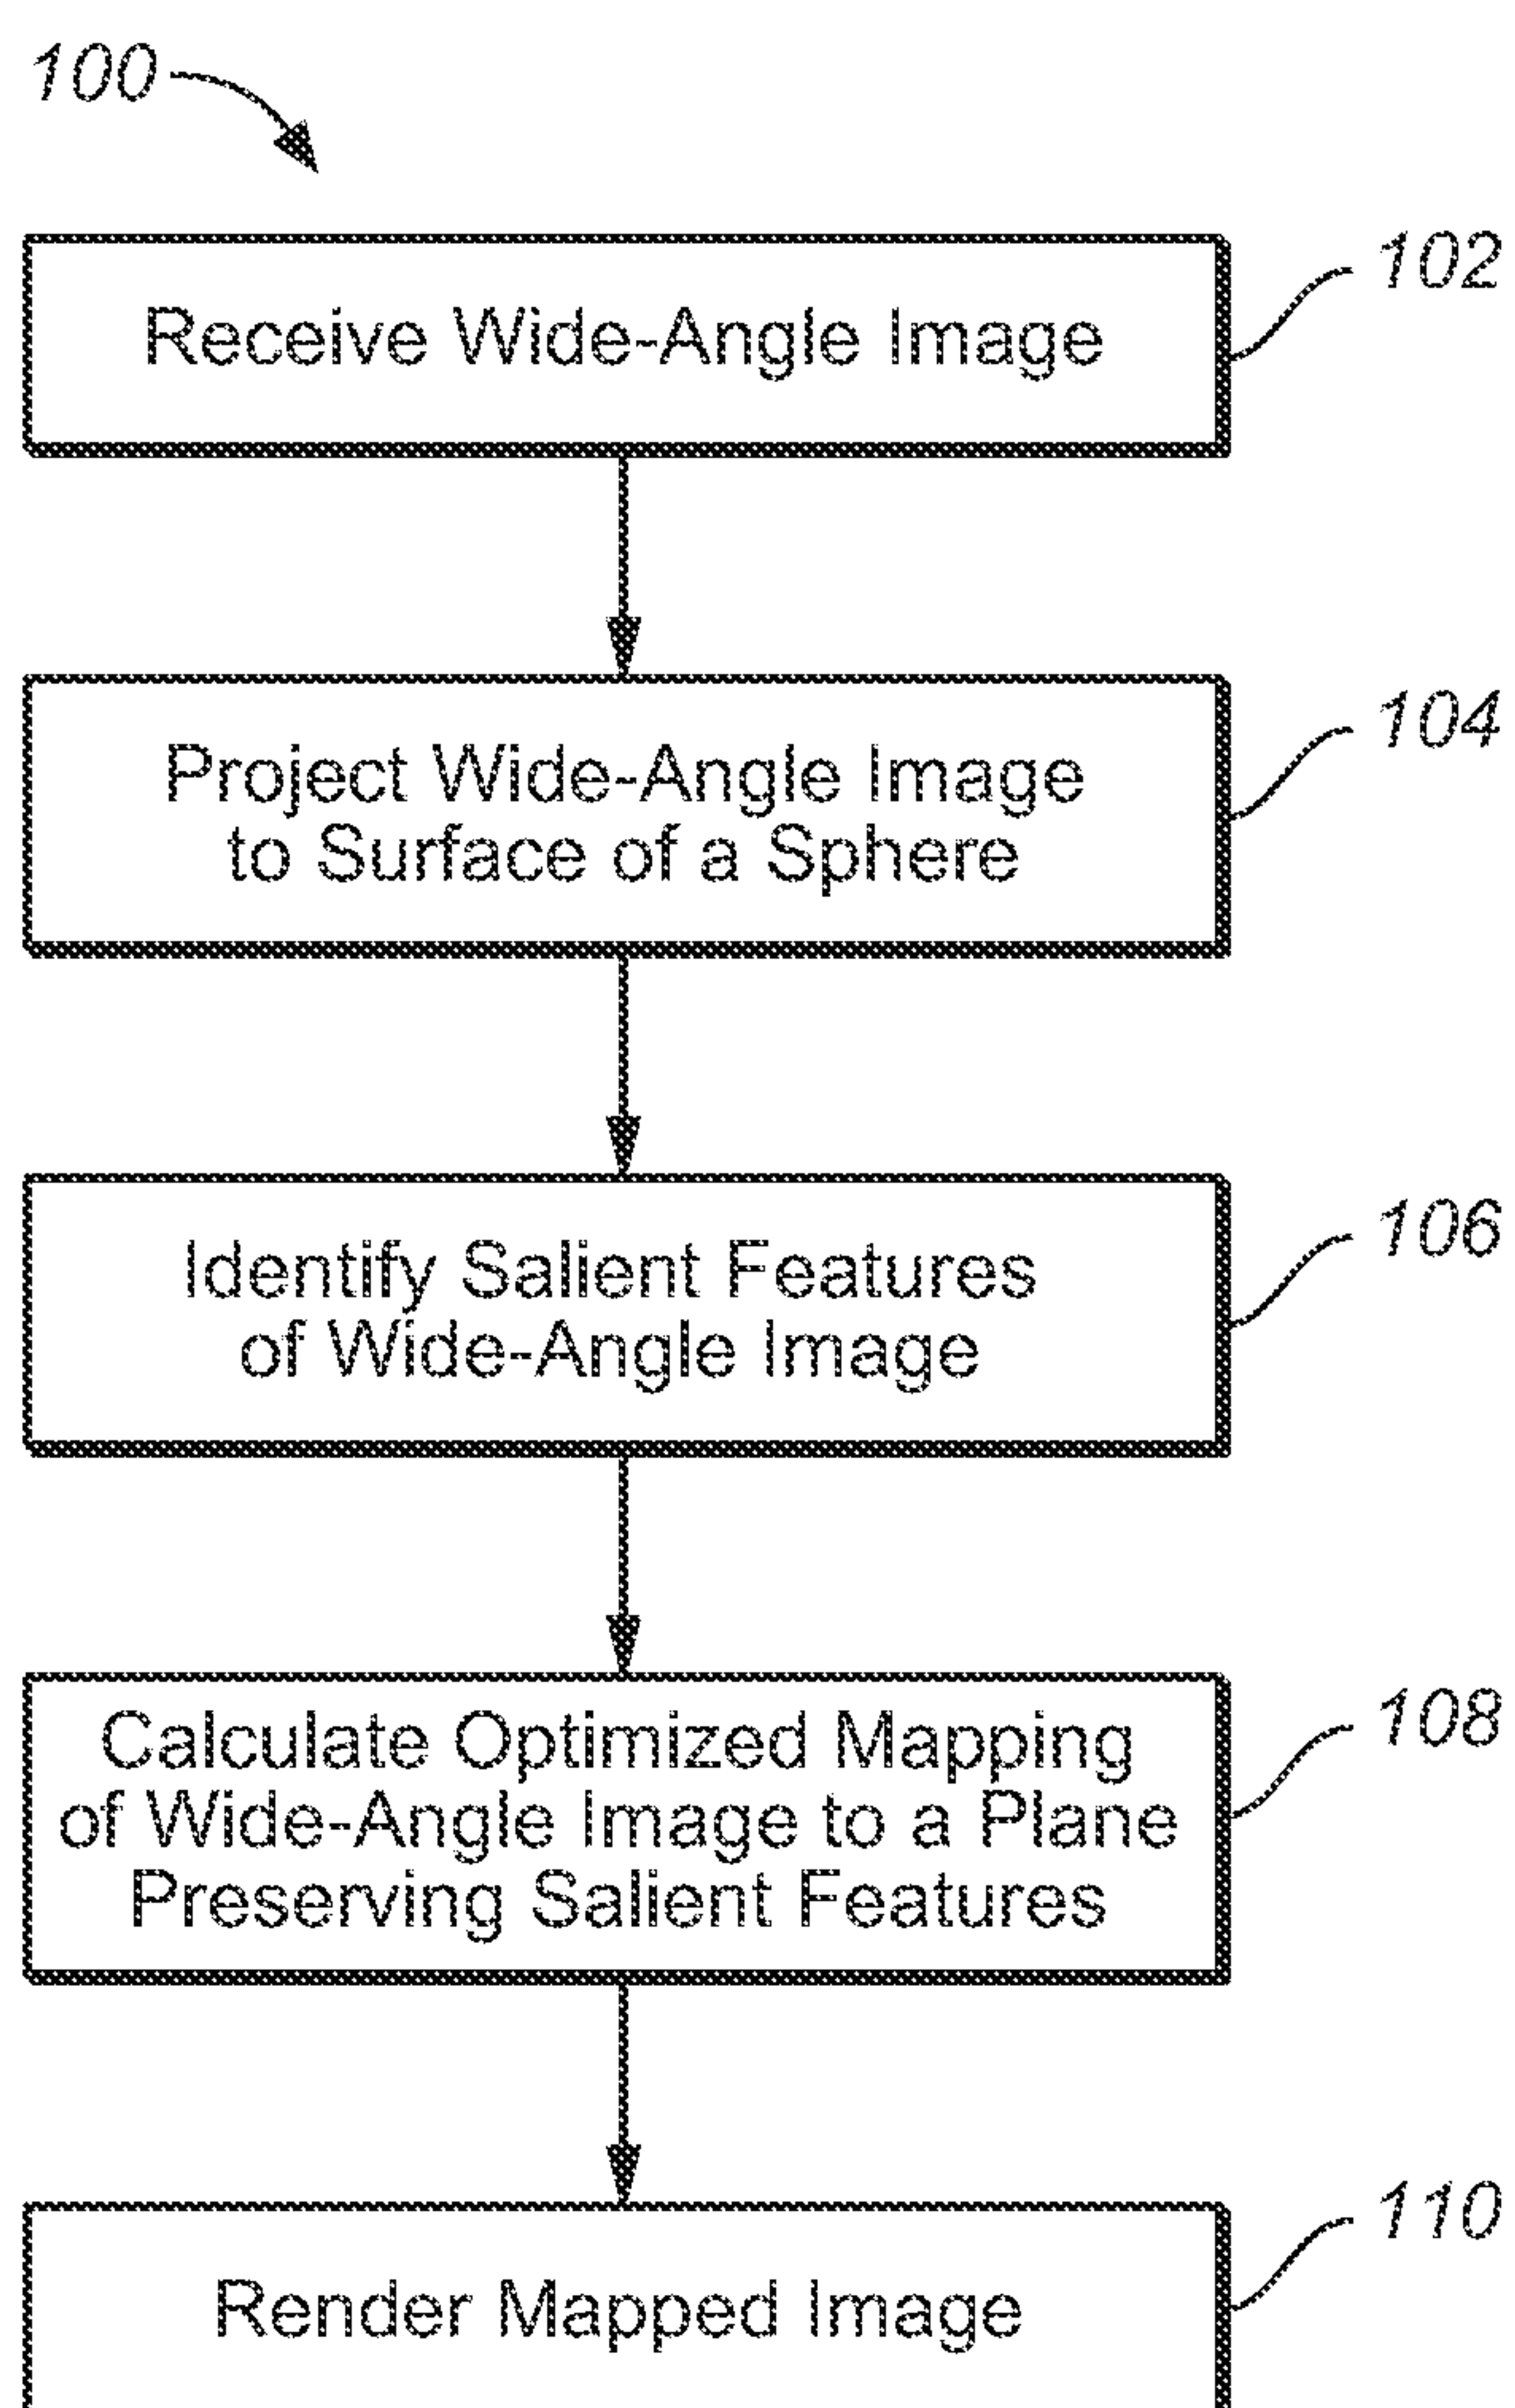 100
Receive Wide-Angle Image
102
Project Wide-Angle Image
to Surface of a Sphere
104
Identify Salient Features
of Wide-Angle Image
106
Calculate Optimized Mapping
of Wide-Angle Image to a Plane
Preserving Salient Features
108
Render Mapped Image
110